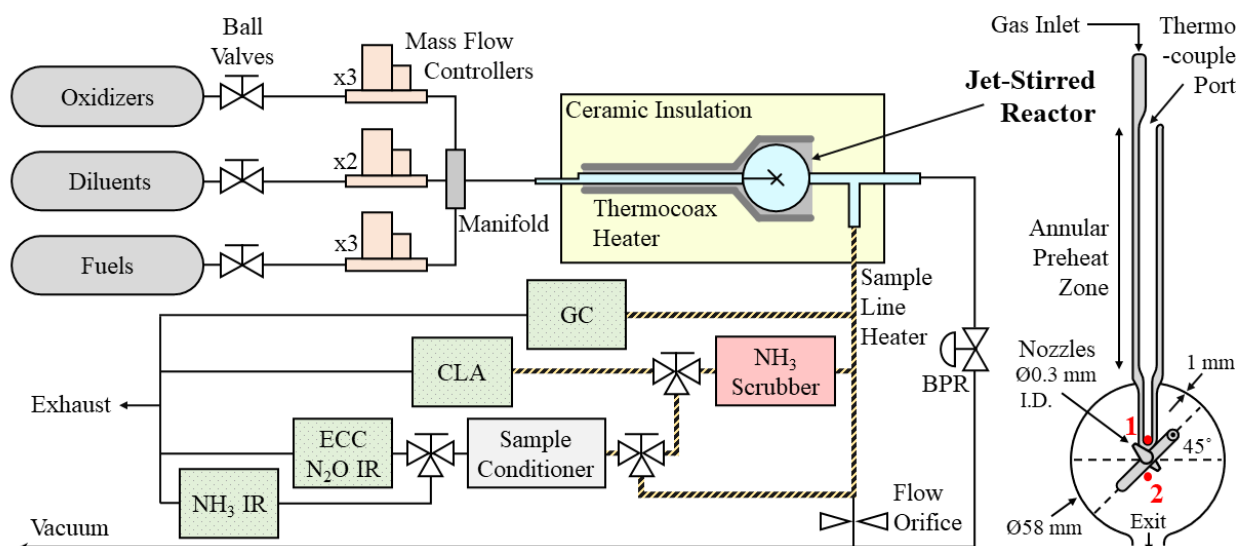 Ball
Valves
Mass Flow
Controllers
x3
Oxidizers
x2
Diluents
x3
Fuels
Manifold
Ceramic Insulation
Thermocoax
Heater
Jet-Stirred
Reactor
Sample
Line
Heater
GC
CLA
NH₃
Scrubber
BPR
Exhaust
ECC
N₂O IR
Sample
Conditioner
NH₃ IR
Flow
Orifice
Vacuum
Gas Inlet
Thermo
-couple
Port
Annular
Preheat
Zone
Nozzles
Ø0.3 mm
I.D.
1 mm
1
45˚
2
Ø58 mm
Exit